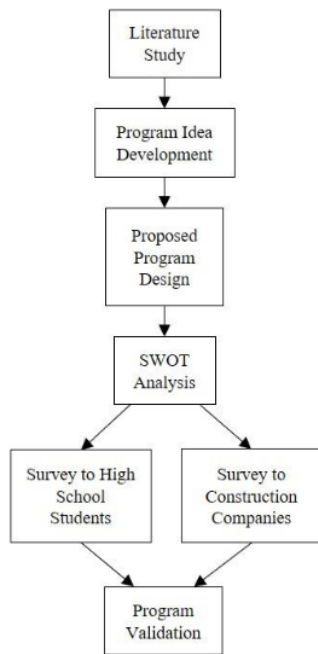 Literature
Study
Program Idea
Development
Proposed
Program
Design
SWOT
Analysis
Survey to High
School
Students
Survey to
Construction
Companies
Program
Validation